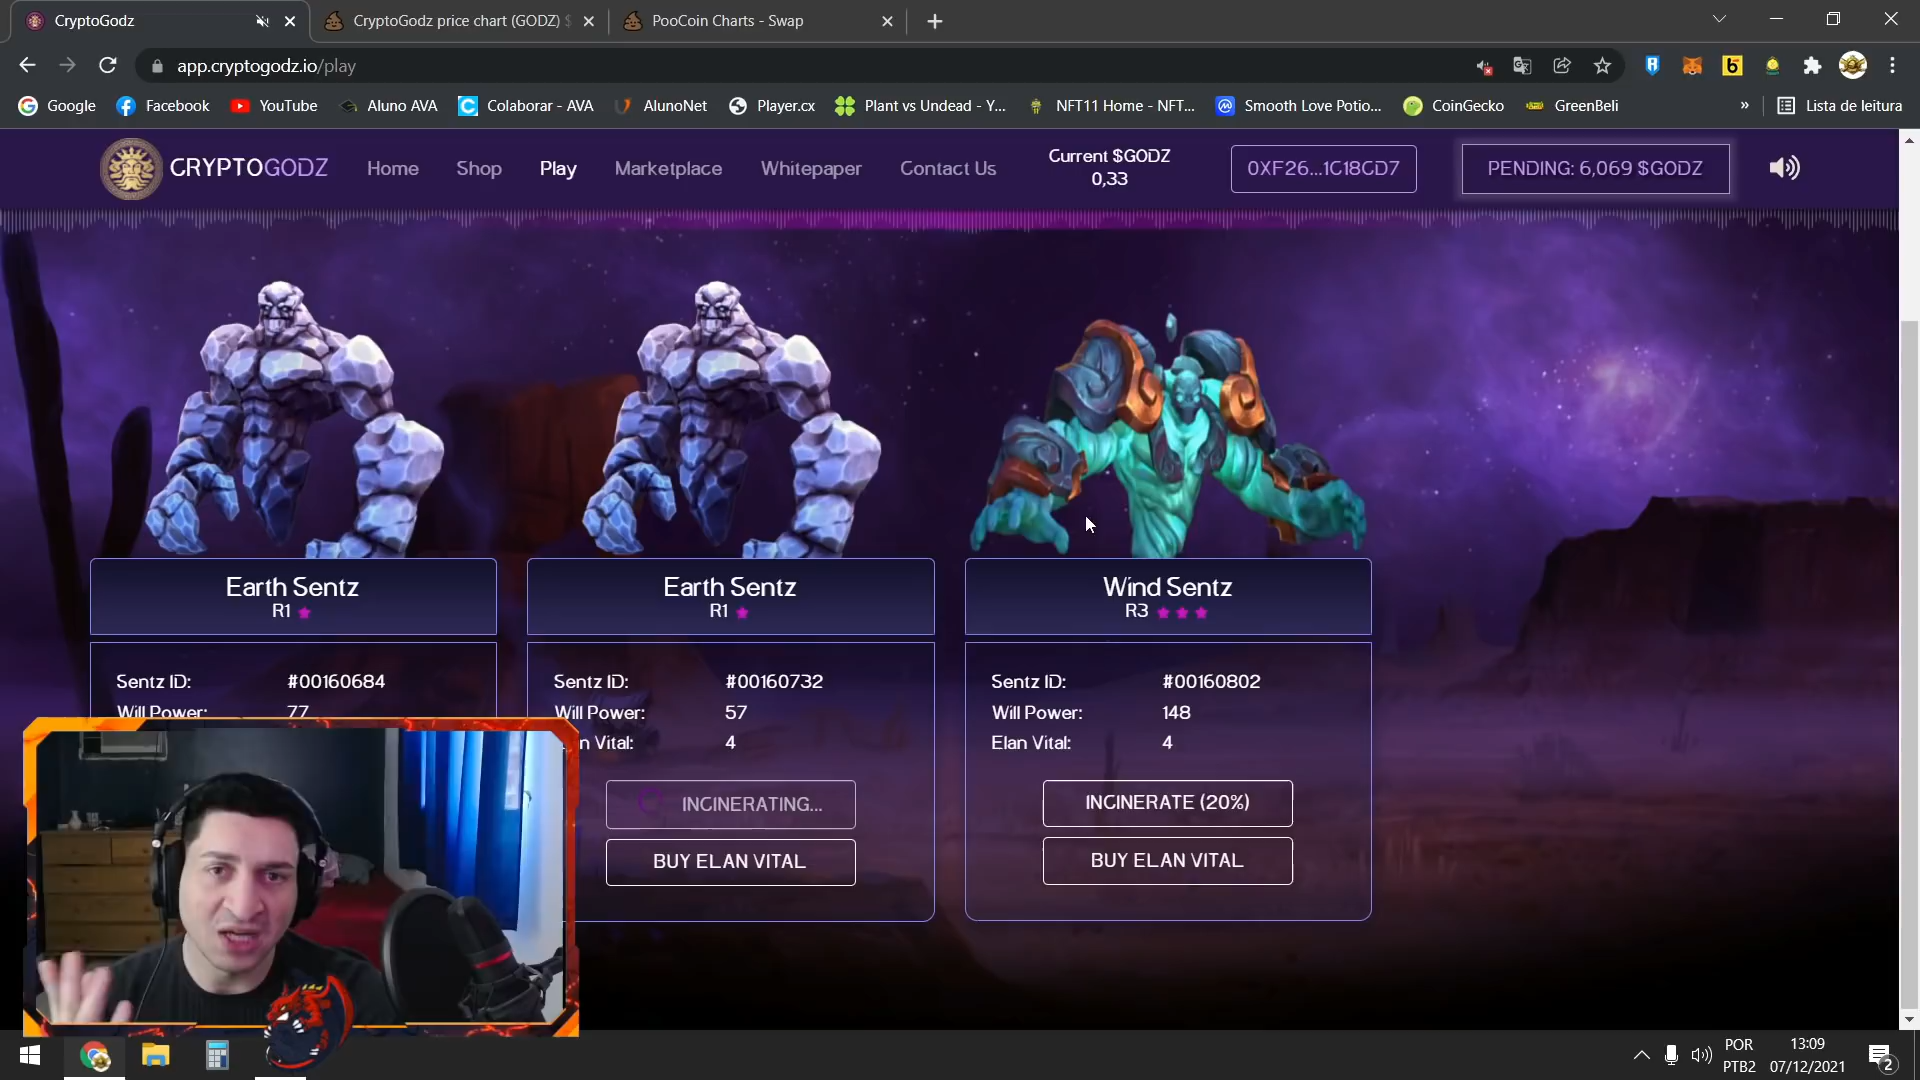 CryptoGodz
CryptoGodz price chart (GODZ) $
PooCoin Charts - Swap
app.cryptogodz.io/play
Google
Facebook
YouTube
Aluno AVA
Colaborar - AVA
AlunoNet
Player.cx
Plant vs Undead - Y...
NFT11 Home - NFT...
Smooth Love Potio...
CoinGecko
GreenBeli
»
Lista de leitura
CRYPTOGODZ
Home
Shop
Play
Marketplace
Whitepaper
Contact Us
Current $GODZ
0,33
0XF26...1C18CD7
PENDING: 6,069 $GODZ
Earth Sentz
R1
Sentz ID: #00160684
Will Power: 77
Earth Sentz
R1
Sentz ID: #00160732
Will Power: 57
n Vital: 4
INCINERATING...
BUY ELAN VITAL
Wind Sentz
R3
Sentz ID: #00160802
Will Power: 148
Elan Vital: 4
INCINERATE (20%)
BUY ELAN VITAL
POR
PTB2
13:09
07/12/2021
2